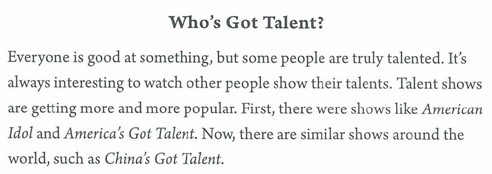 Who's Got Talent?
Everyone is good at something, but some people are truly talented. It's
always interesting to watch other people show their talents. Talent shows
are getting more and more popular. First, there were shows like American
Idol and America's Got Talent. Now, there are similar shows around the
world, such as China's Got Talent.